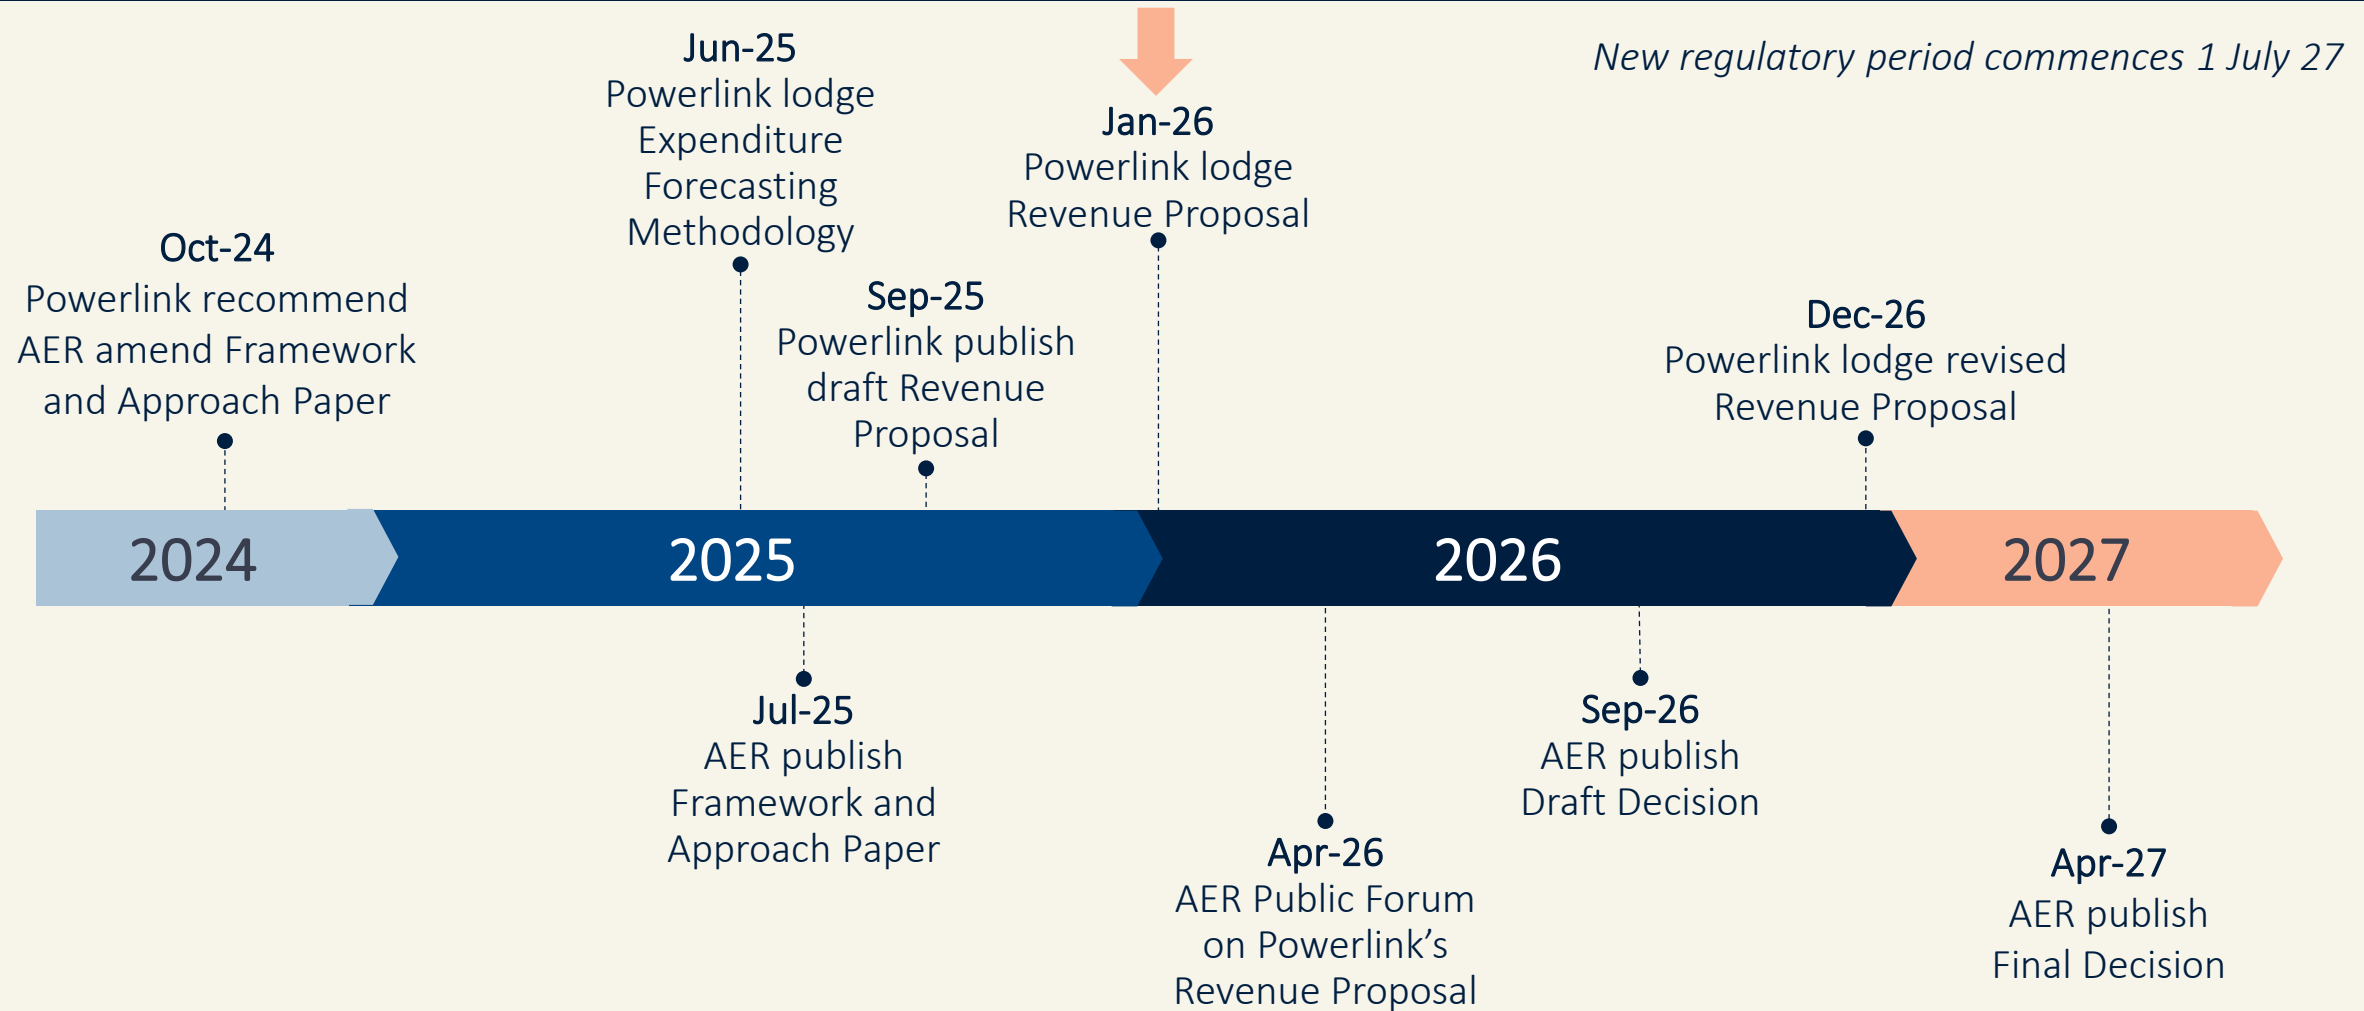 New regulatory period commences 1 July 27
Oct-24
Powerlink recommend
AER amend Framework
and Approach Paper
Jun-25
Powerlink lodge
Expenditure
Forecasting
Methodology
Sep-25
Powerlink publish
draft Revenue
Proposal
Jan-26
Powerlink lodge
Revenue Proposal
Dec-26
Powerlink lodge revised
Revenue Proposal
2024
2025
2026
2027
Jul-25
AER publish
Framework and
Approach Paper
Apr-26
AER Public Forum
on Powerlink’s
Revenue Proposal
Sep-26
AER publish
Draft Decision
Apr-27
AER publish
Final Decision